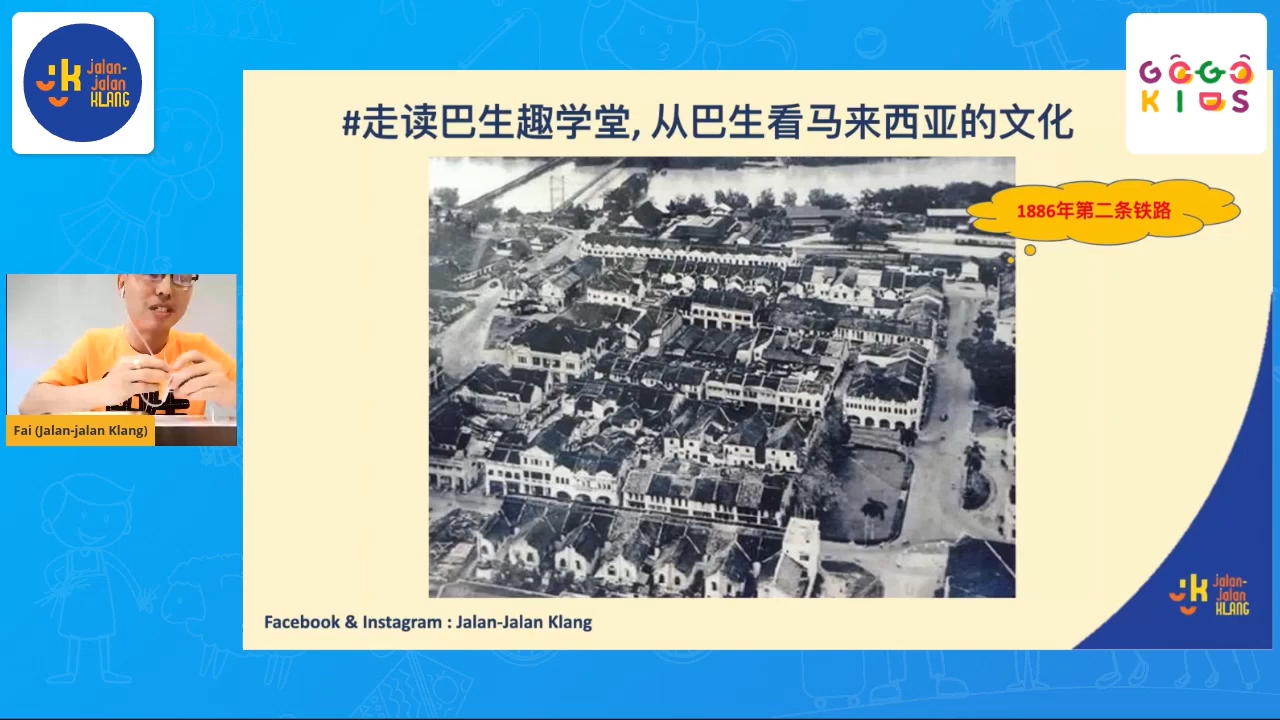 Jalan-
Jalan
KLANG
GOGO
KIDS
#走读巴生趣学堂, 从巴生看马来西亚的文化
1886年第二条铁路
Fai (Jalan-jalan Klang)
Facebook & Instagram : Jalan-Jalan Klang
Jalan-
Jalan
KLANG